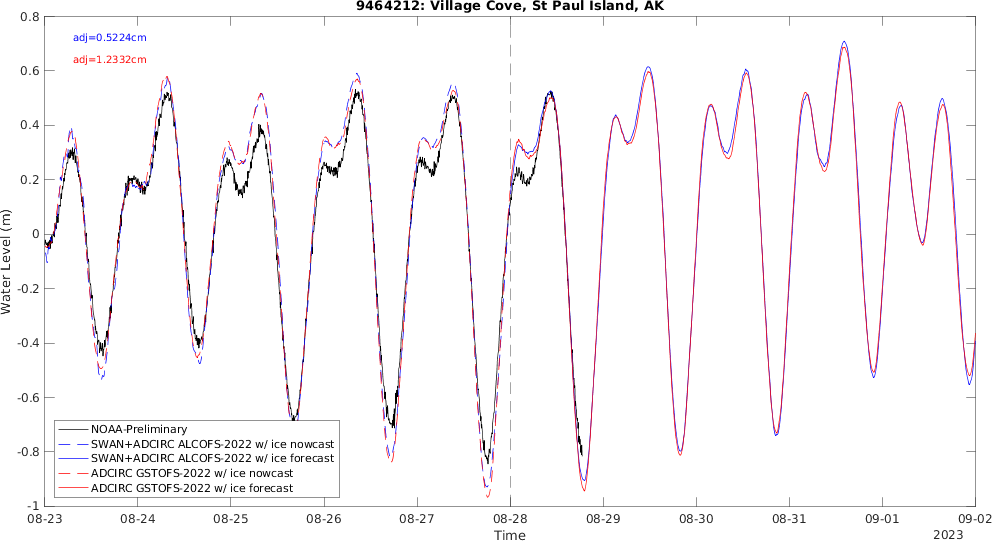 9464212: Village Cove, St Paul Island, AK
adj=0.5224cm
adj=1.2332cm
Water Level (m)
0.8
0.6
0.4
0.2
0
-0.2
-0.4
-0.6
-0.8
-1
NOAA-Preliminary
SWAN+ADCIRC ALCOFS-2022 w/ ice nowcast
SWAN+ADCIRC ALCOFS-2022 w/ ice forecast
ADCIRC GSTOFS-2022 w/ ice nowcast
ADCIRC GSTOFS-2022 w/ ice forecast
08-23 08-24 08-25 08-26 08-27 08-28 08-29 08-30 08-31 09-01 09-02
Time
2023